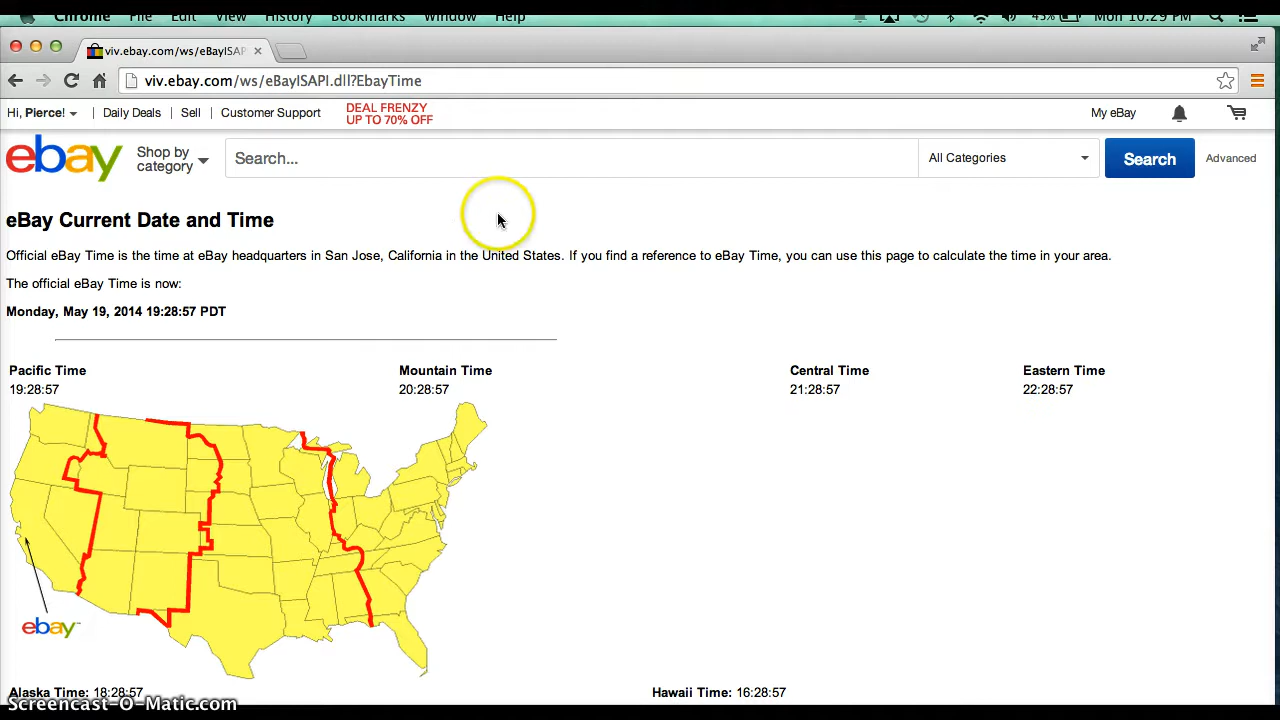 Chrome File Edit View History Bookmarks Window Help 43% Mon 10:29 PM
viv.ebay.com/ws/eBayISAP
viv.ebay.com/ws/eBayISAPI.dll?EbayTime
Hi, Pierce! | Daily Deals | Sell | Customer Support DEAL FRENZY My eBay
UP TO 70% OFF
ebay Shop by category Search... All Categories Search Advanced
eBay Current Date and Time
Official eBay Time is the time at eBay headquarters in San Jose, California in the United States. If you find a reference to eBay Time, you can use this page to calculate the time in your area.
The official eBay Time is now:
Monday, May 19, 2014 19:28:57 PDT
Pacific Time Mountain Time Central Time Eastern Time
19:28:57 20:28:57 21:28:57 22:28:57
ebay™
Alaska Time: 18:28:57 Hawaii Time: 16:28:57
Screencast-O-Matic.com